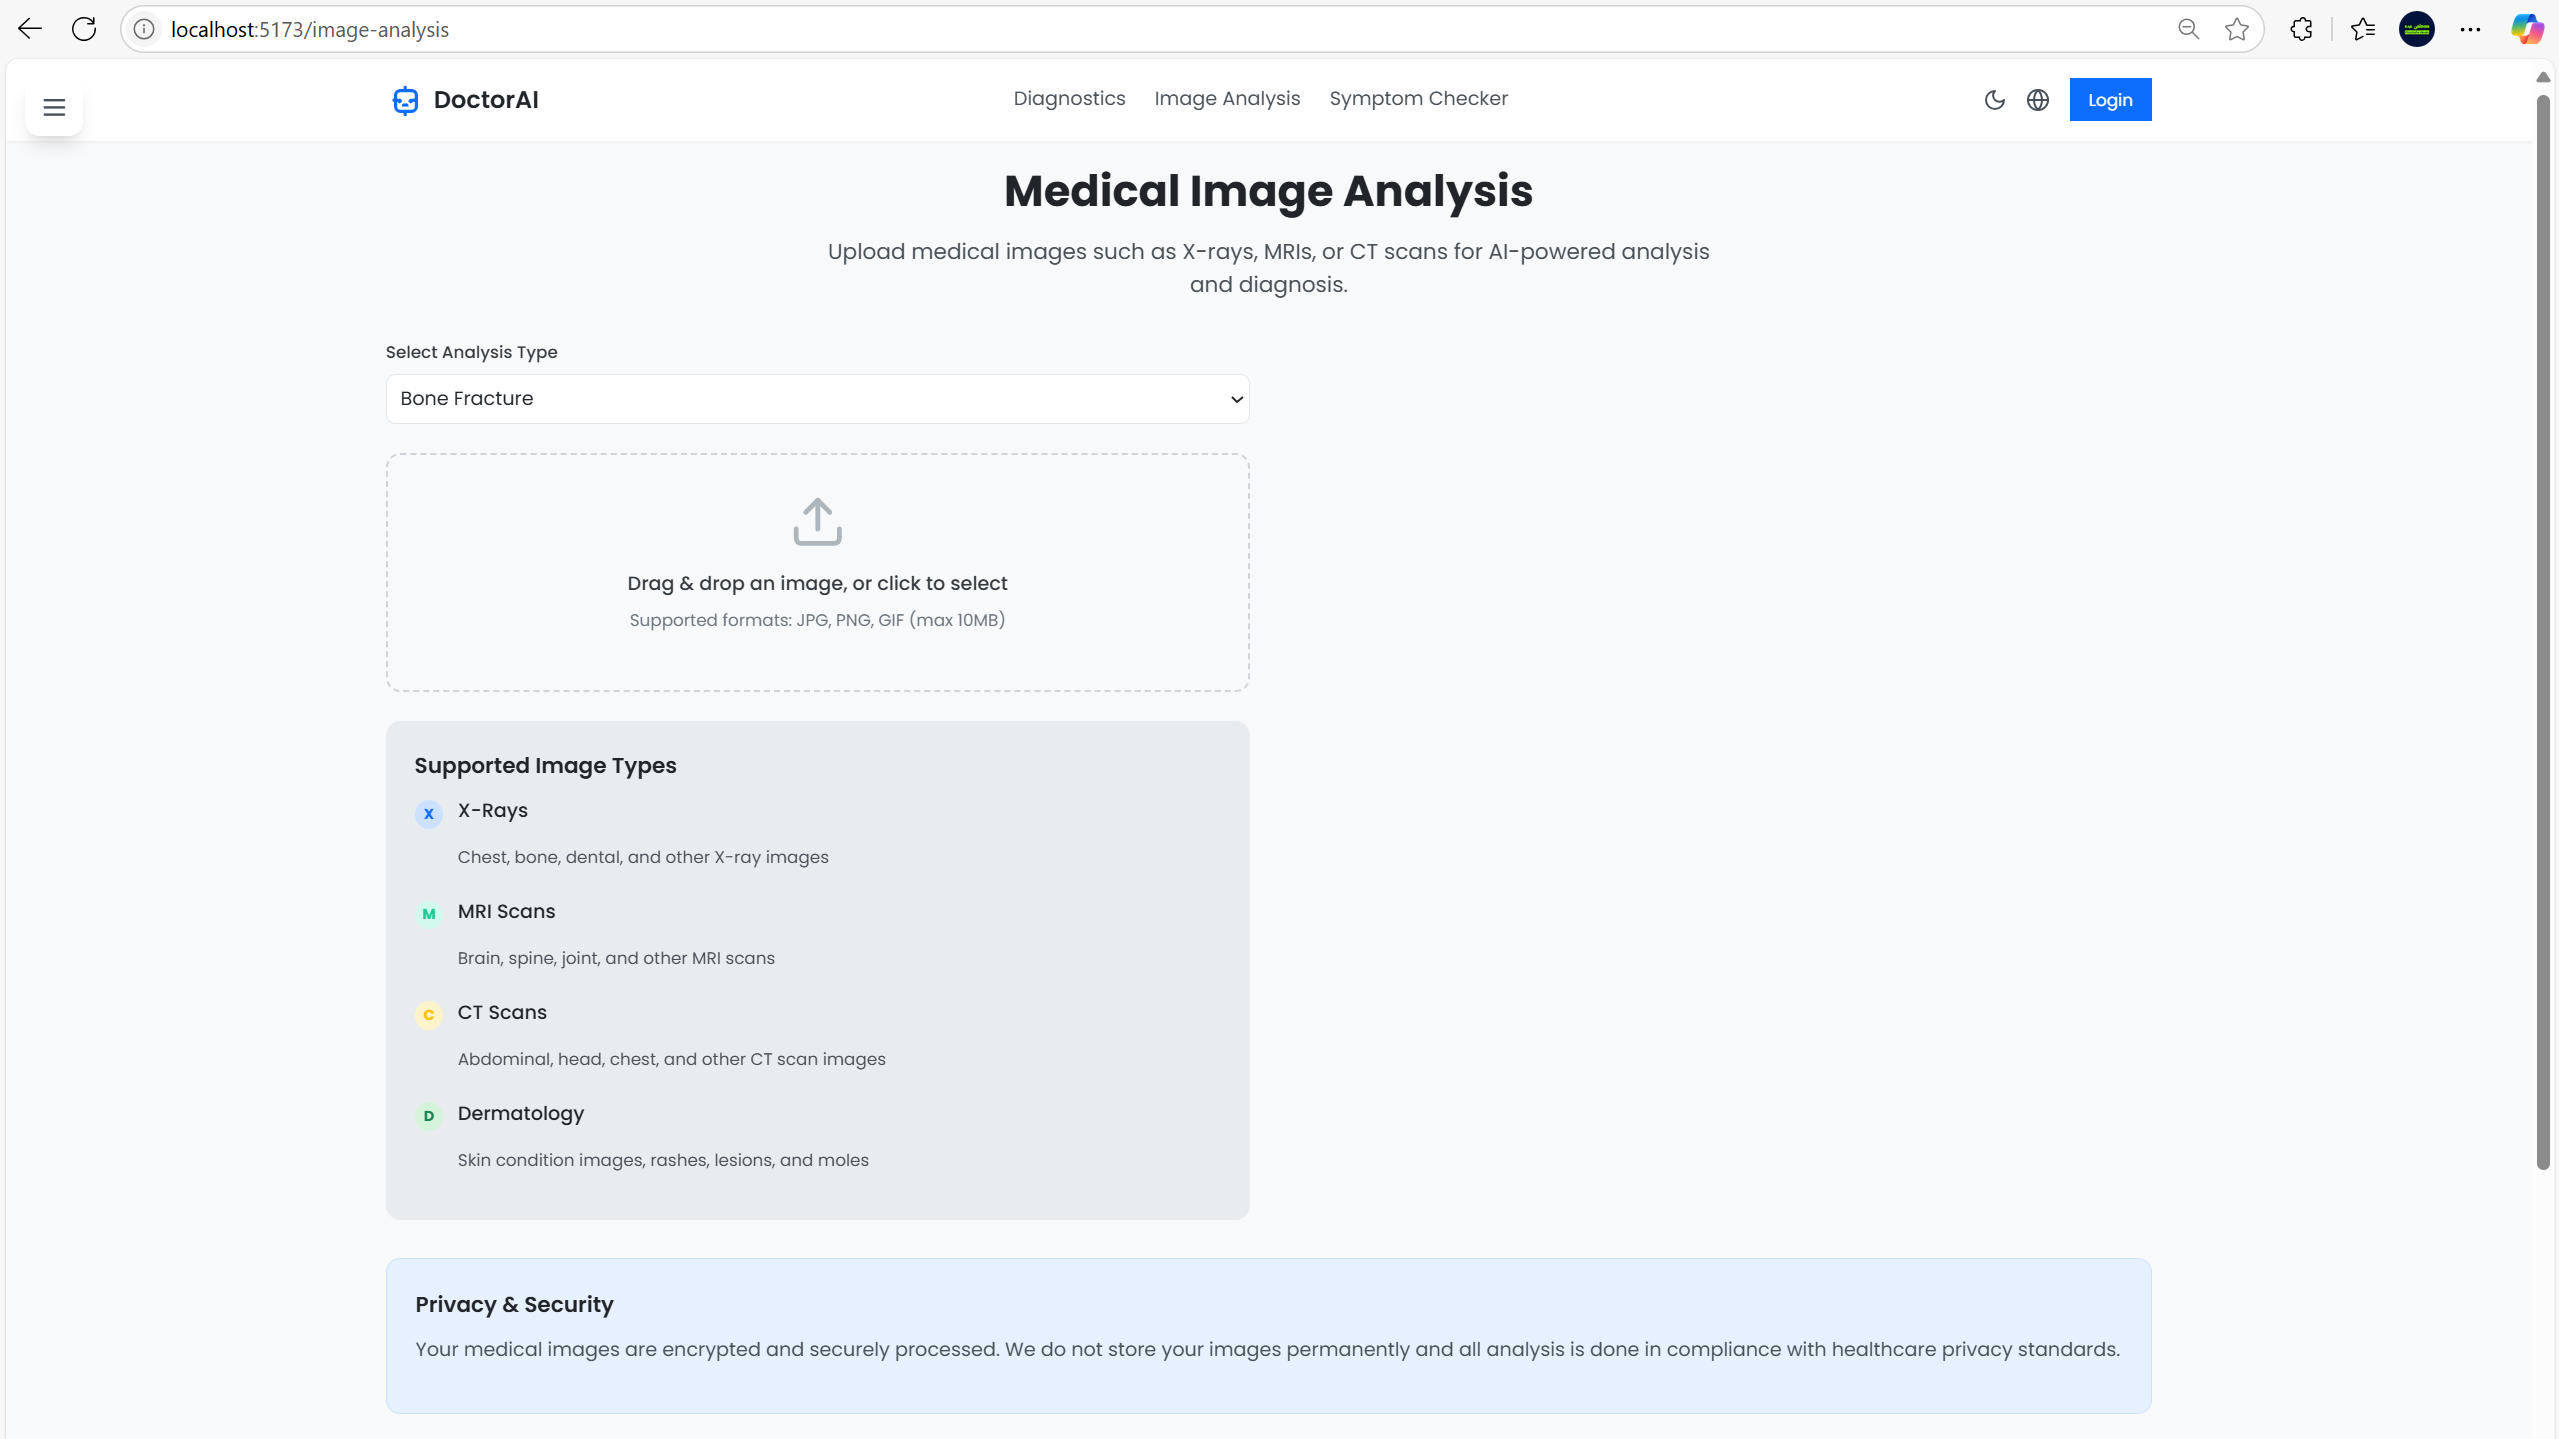 localhost:5173/image-analysis
DoctorAI
Diagnostics
Image Analysis
Symptom Checker
Login
Medical Image Analysis
Upload medical images such as X-rays, MRIs, or CT scans for AI-powered analysis
and diagnosis.
Select Analysis Type
Bone Fracture
Drag & drop an image, or click to select
Supported formats: JPG, PNG, GIF (max 10MB)
Supported Image Types
X X-Rays
Chest, bone, dental, and other X-ray images
M MRI Scans
Brain, spine, joint, and other MRI scans
C CT Scans
Abdominal, head, chest, and other CT scan images
D Dermatology
Skin condition images, rashes, lesions, and moles
Privacy & Security
Your medical images are encrypted and securely processed. We do not store your images permanently and all analysis is done in compliance with healthcare privacy standards.